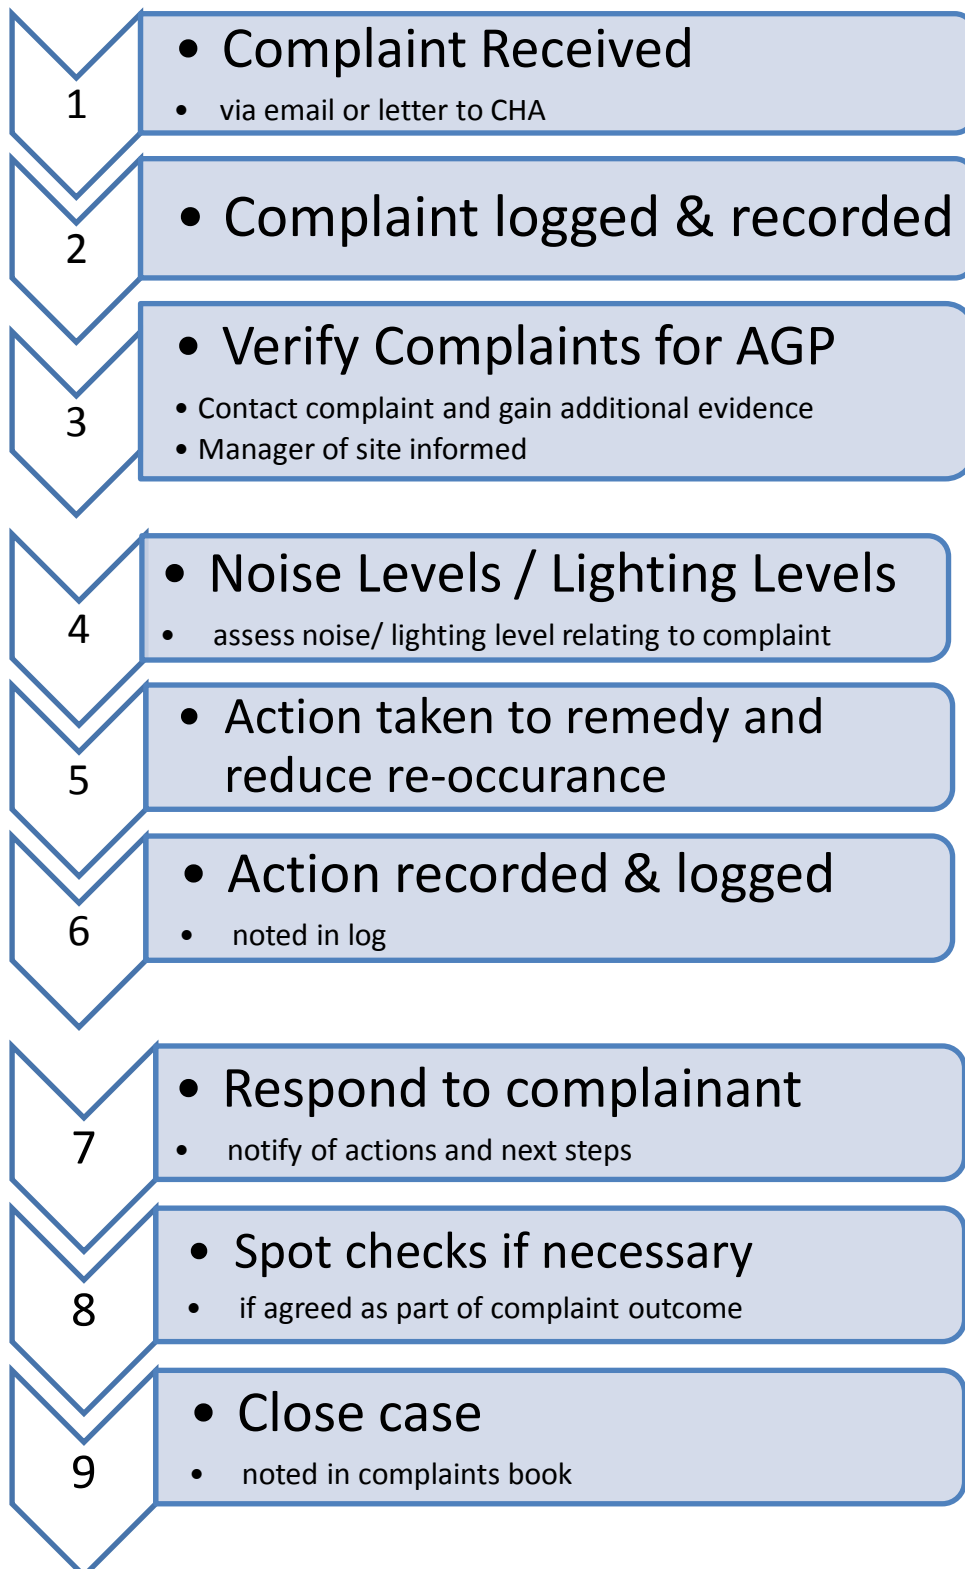 1
• Complaint Received
• via email or letter to CHA
2
• Complaint logged & recorded
3
• Verify Complaints for AGP
• Contact complaint and gain additional evidence
• Manager of site informed
4
• Noise Levels / Lighting Levels
• assess noise/ lighting level relating to complaint
5
• Action taken to remedy and
reduce re-occurance
6
• Action recorded & logged
• noted in log
7
• Respond to complainant
• notify of actions and next steps
8
• Spot checks if necessary
• if agreed as part of complaint outcome
9
• Close case
• noted in complaints book